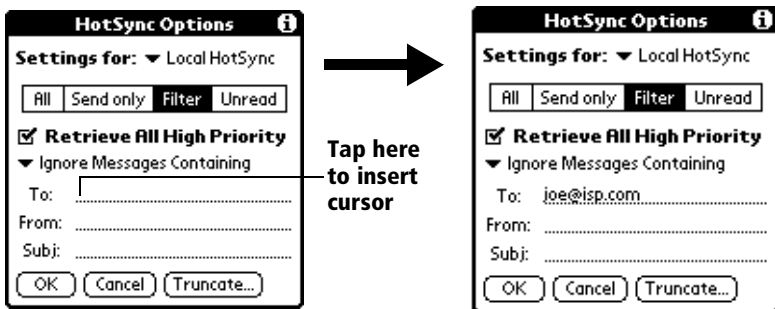 HotSync Options
Settings for: Local HotSync
All Send only Filter Unread
Retrieve All High Priority
Ignore Messages Containing
To:
From:
Subj:
OK Cancel Truncate...
Tap here
to insert
cursor
HotSync Options
Settings for: Local HotSync
All Send only Filter Unread
Retrieve All High Priority
Ignore Messages Containing
To: joe@isp.com
From:
Subj:
OK Cancel Truncate...